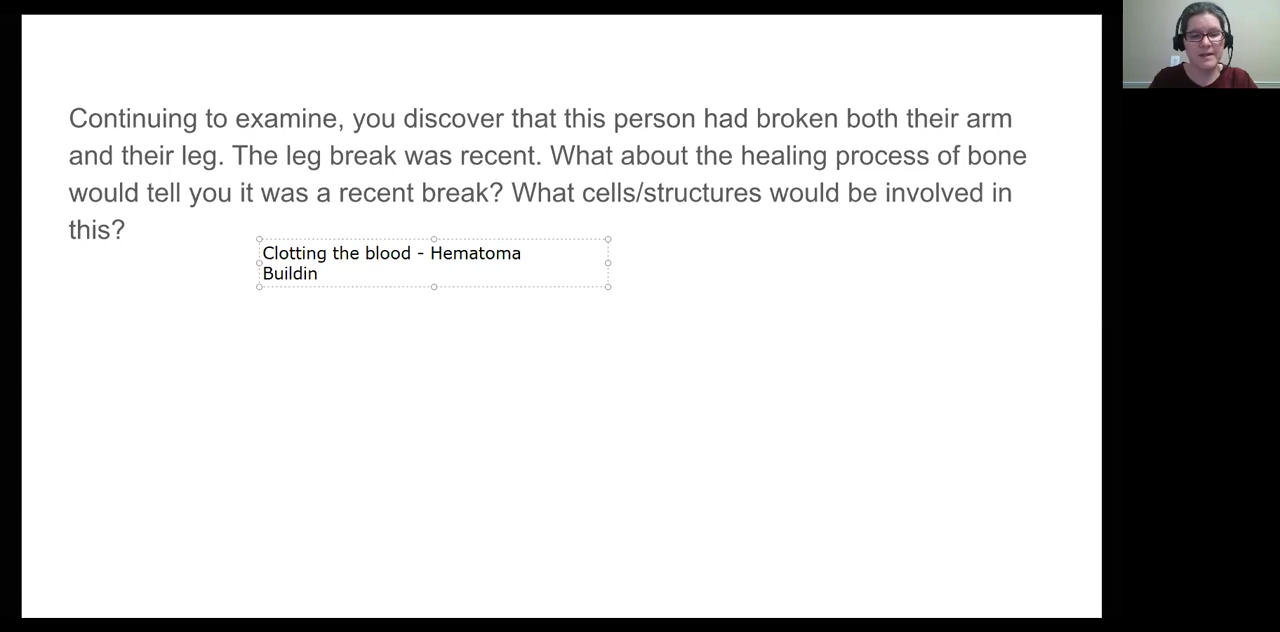 Continuing to examine, you discover that this person had broken both their arm
and their leg. The leg break was recent. What about the healing process of bone
would tell you it was a recent break? What cells/structures would be involved in
this?
Clotting the blood - Hematoma
Buildin